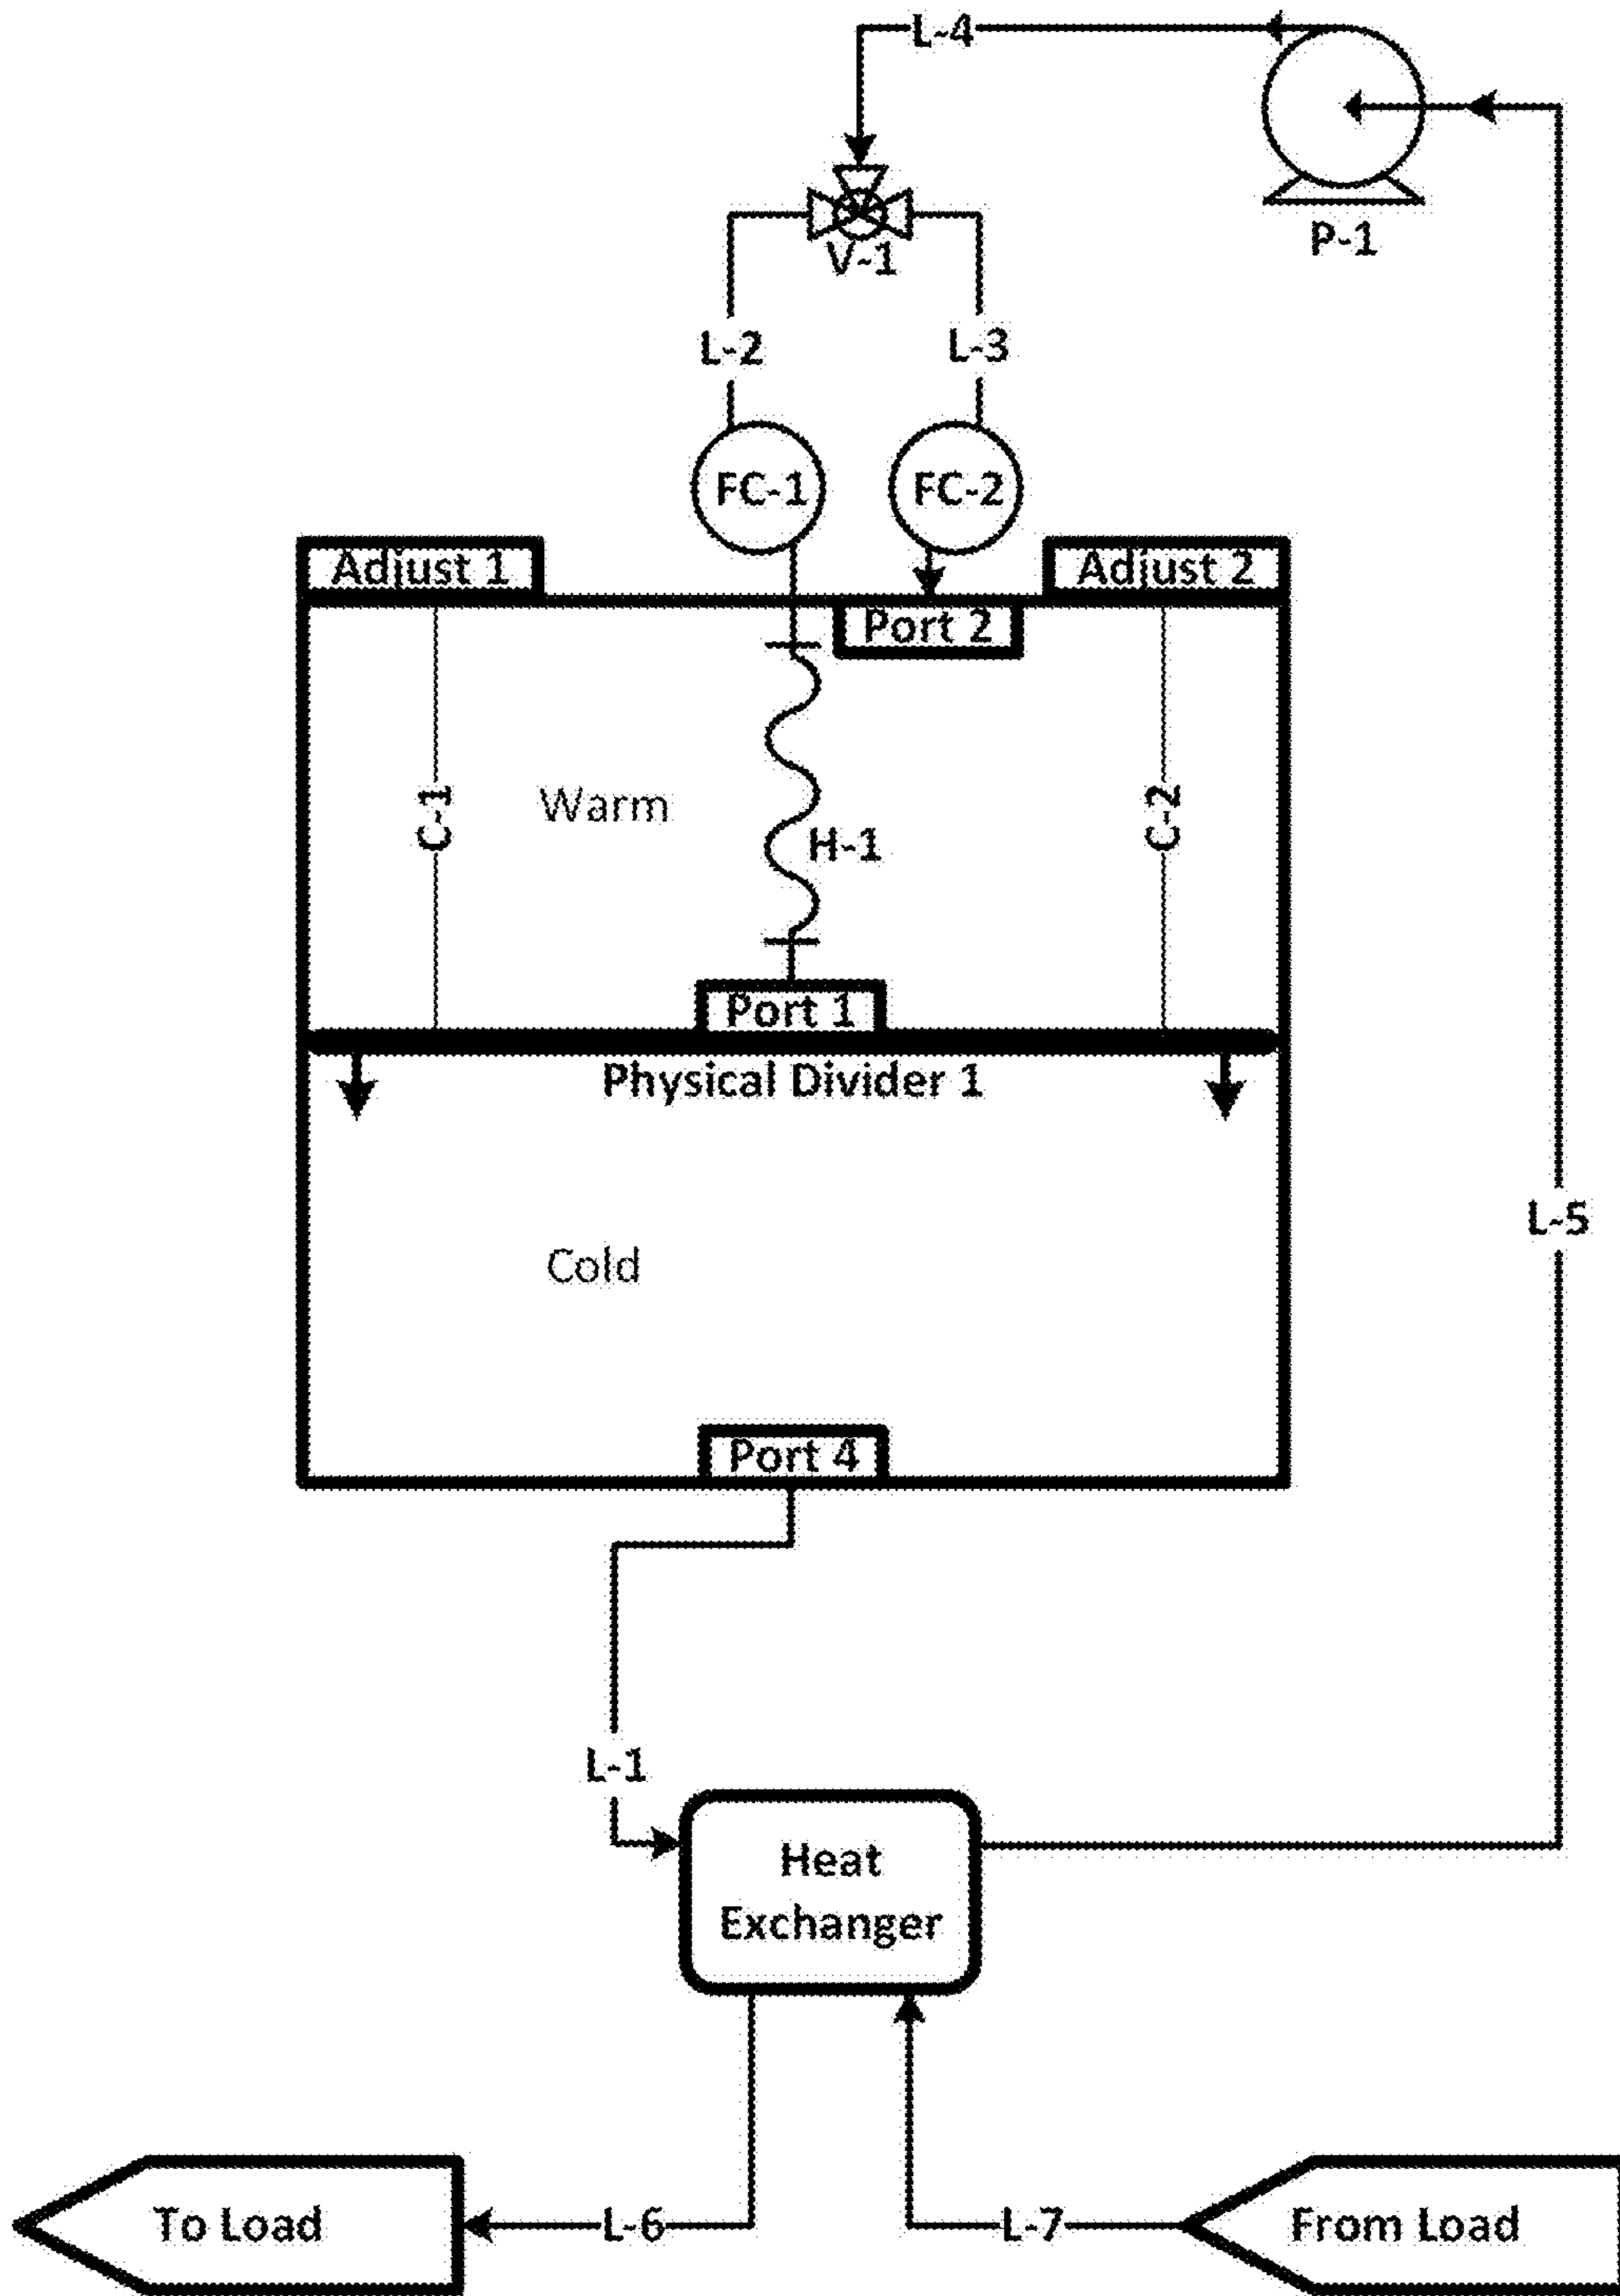 L-4
P-1
V-1
L-2
L-3
FC-1
FC-2
Adjust 1
Adjust 2
Port 2
C-1
Warm
H-1
C-2
Port 1
Physical Divider 1
L-5
Cold
Port 4
L-1
Heat
Exchanger
To Load
L-6
L-7
From Load